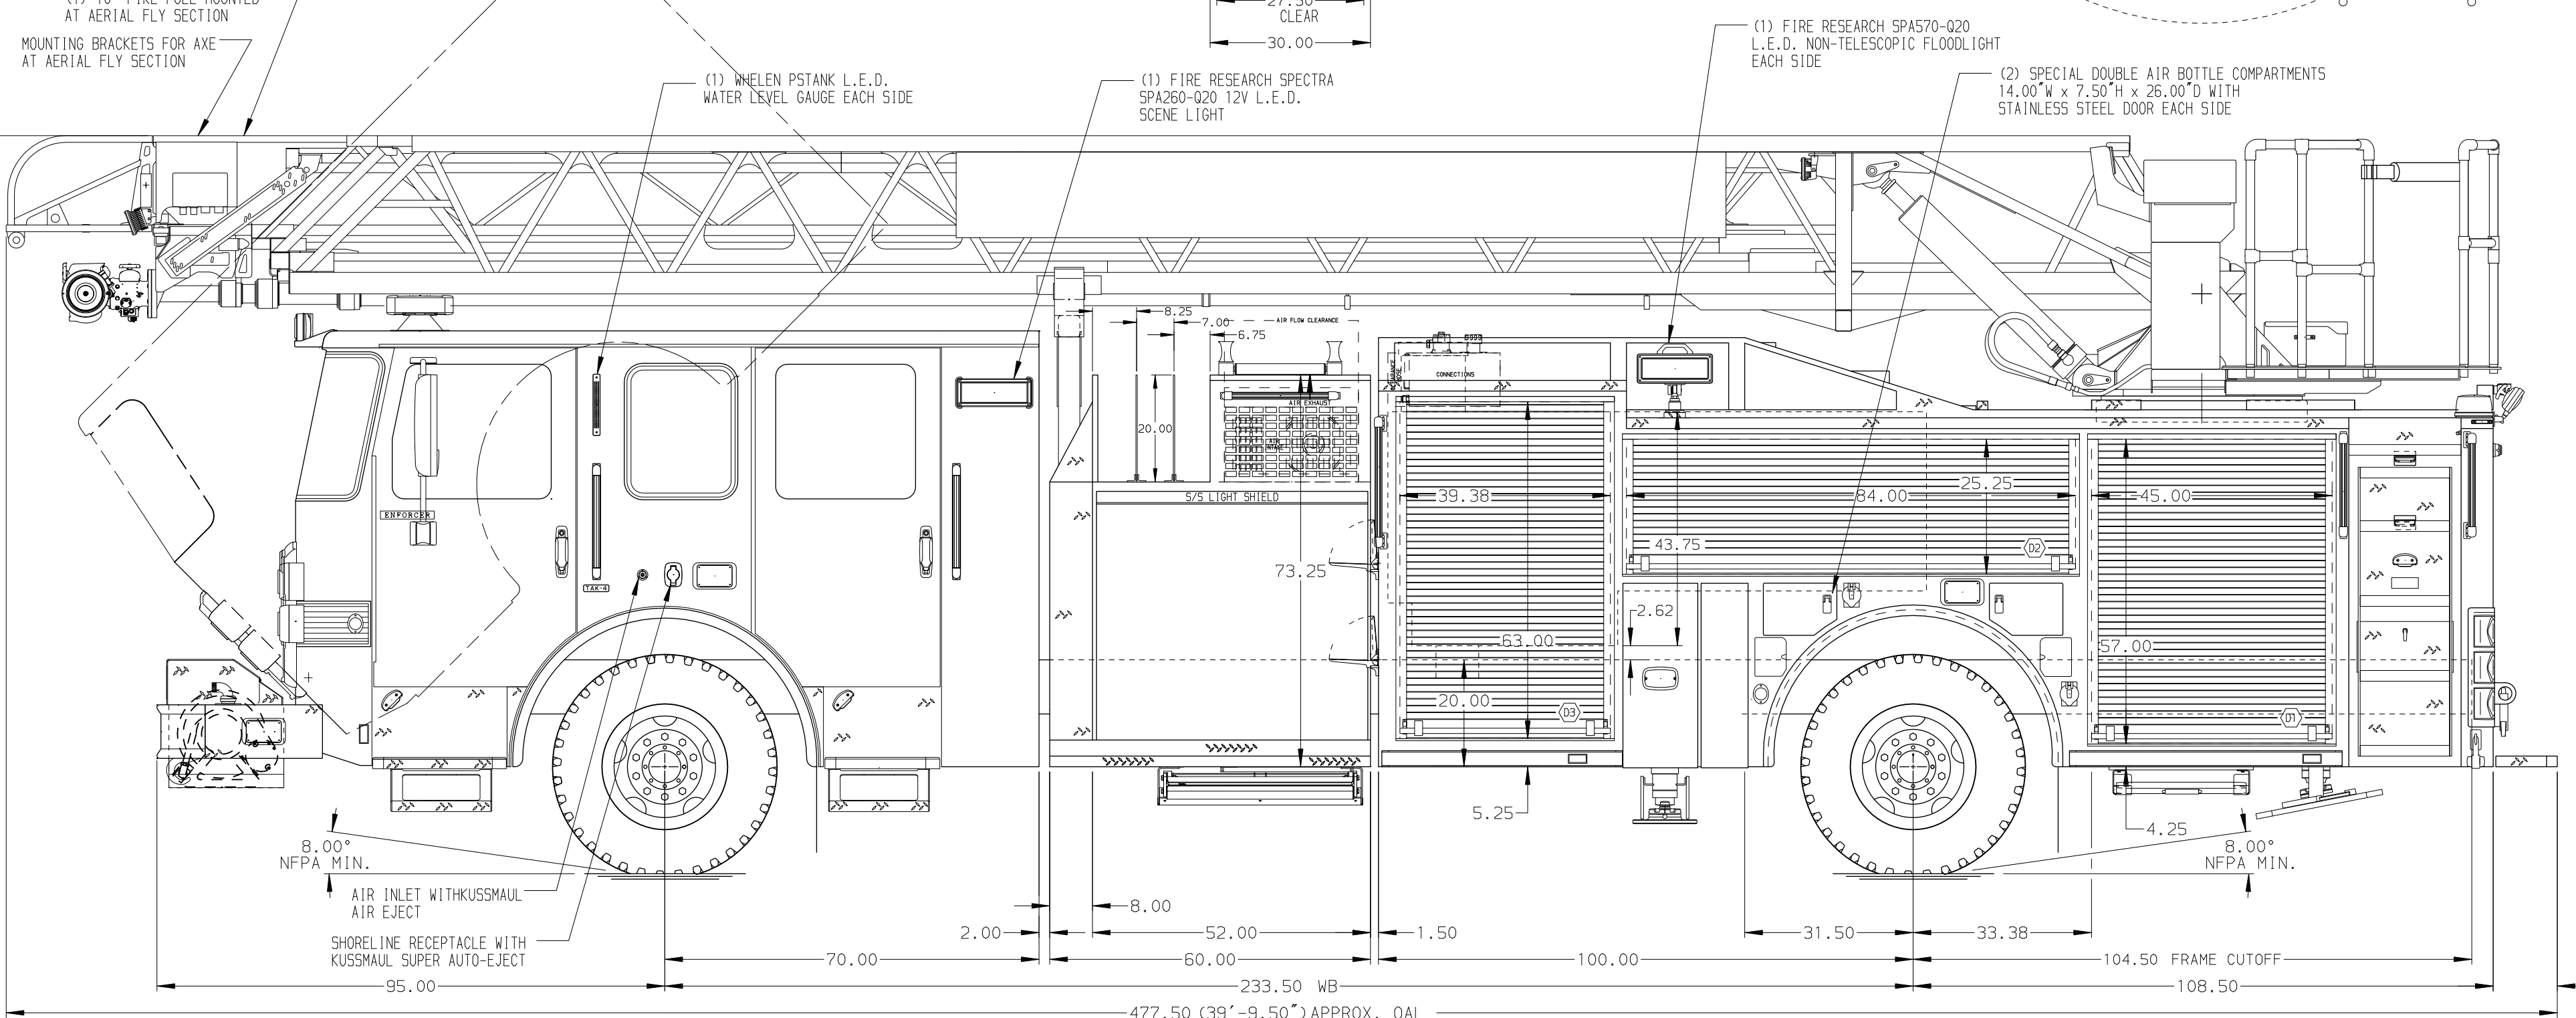 AT AERIAL FLY SECTION
MOUNTING BRACKETS FOR AXE
AT AERIAL FLY SECTION
(1) WHELEN PSTANK L.E.D.
WATER LEVEL GAUGE EACH SIDE
(1) FIRE RESEARCH SPECTRA
SPA260-Q20 12V L.E.D.
SCENE LIGHT
27.50
CLEAR
30.00
(1) FIRE RESEARCH SPA570-Q20
L.E.D. NON-TELESCOPIC FLOODLIGHT
EACH SIDE
(2) SPECIAL DOUBLE AIR BOTTLE COMPARTMENTS
14.00"W x 7.50"H x 26.00"D WITH
STAINLESS STEEL DOOR EACH SIDE
8.25
7.00
6.75
AIR FLOW CLEARANCE
CONNECTIONS
AIR EXHAUST
20.00
AIR
INTAKE
S/S LIGHT SHIELD
ENFORCER
TAK-4
39.38
84.00
25.25
45.00
43.75
D2
73.25
2.62
63.00
57.00
20.00
D3
D1
5.25
4.25
8.00°
NFPA MIN.
8.00°
NFPA MIN.
AIR INLET WITHKUSSMAUL
AIR EJECT
SHORELINE RECEPTACLE WITH
KUSSMAUL SUPER AUTO-EJECT
8.00
2.00
52.00
1.50
31.50
33.38
70.00
60.00
100.00
104.50 FRAME CUTOFF
95.00
233.50 WB
108.50
477.50 (39'-9.50") APPROX. OAL